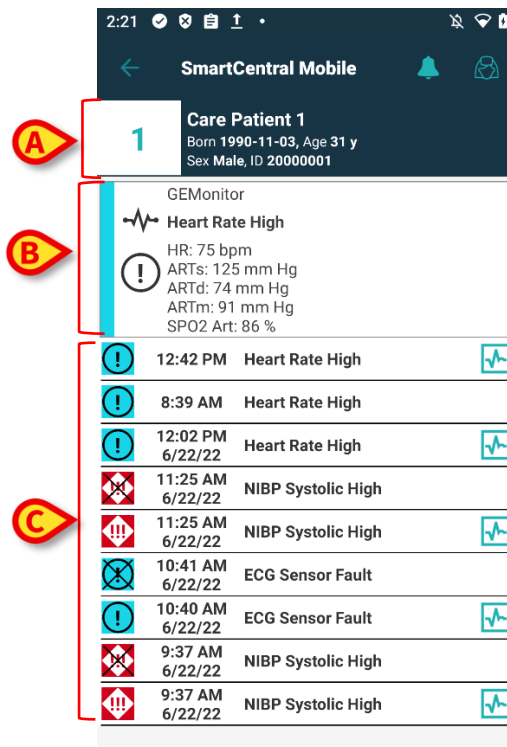 2:21
SmartCentral Mobile
A
1
Care Patient 1
Born 1990-11-03, Age 31 y
Sex Male, ID 20000001
B
GEMonitor
Heart Rate High
HR: 75 bpm
ARTs: 125 mm Hg
ARTd: 74 mm Hg
ARTm: 91 mm Hg
SPO2 Art: 86 %
C
! 12:42 PM Heart Rate High
! 8:39 AM Heart Rate High
! 12:02 PM
6/22/22 Heart Rate High
!!! 11:25 AM
6/22/22 NIBP Systolic High
!!! 11:25 AM
6/22/22 NIBP Systolic High
! 10:41 AM
6/22/22 ECG Sensor Fault
! 10:40 AM
6/22/22 ECG Sensor Fault
!!! 9:37 AM
6/22/22 NIBP Systolic High
!!! 9:37 AM
6/22/22 NIBP Systolic High